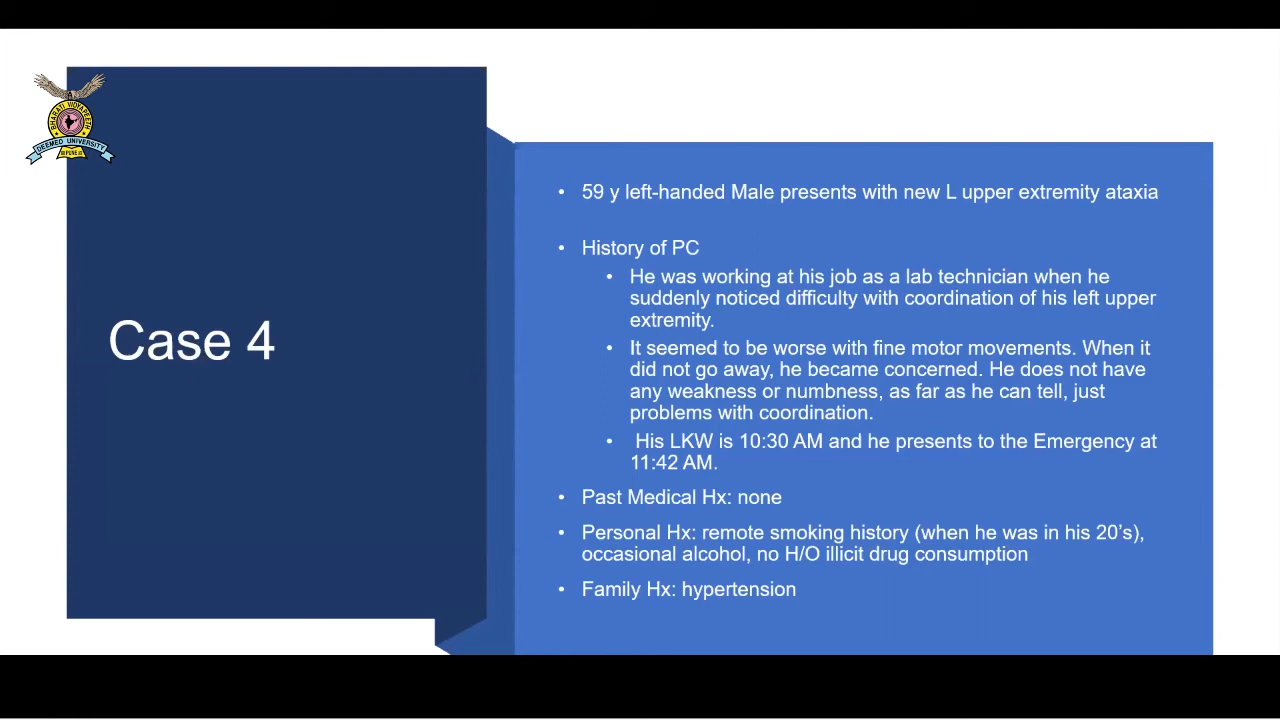 BHARATI VIDYAPEETH
DEEMED UNIVERSITY
Case 4
• 59 y left-handed Male presents with new L upper extremity ataxia
• History of PC
• He was working at his job as a lab technician when he
suddenly noticed difficulty with coordination of his left upper
extremity.
• It seemed to be worse with fine motor movements. When it
did not go away, he became concerned. He does not have
any weakness or numbness, as far as he can tell, just
problems with coordination.
• His LKW is 10:30 AM and he presents to the Emergency at
11:42 AM.
• Past Medical Hx: none
• Personal Hx: remote smoking history (when he was in his 20’s),
occasional alcohol, no H/O illicit drug consumption
• Family Hx: hypertension